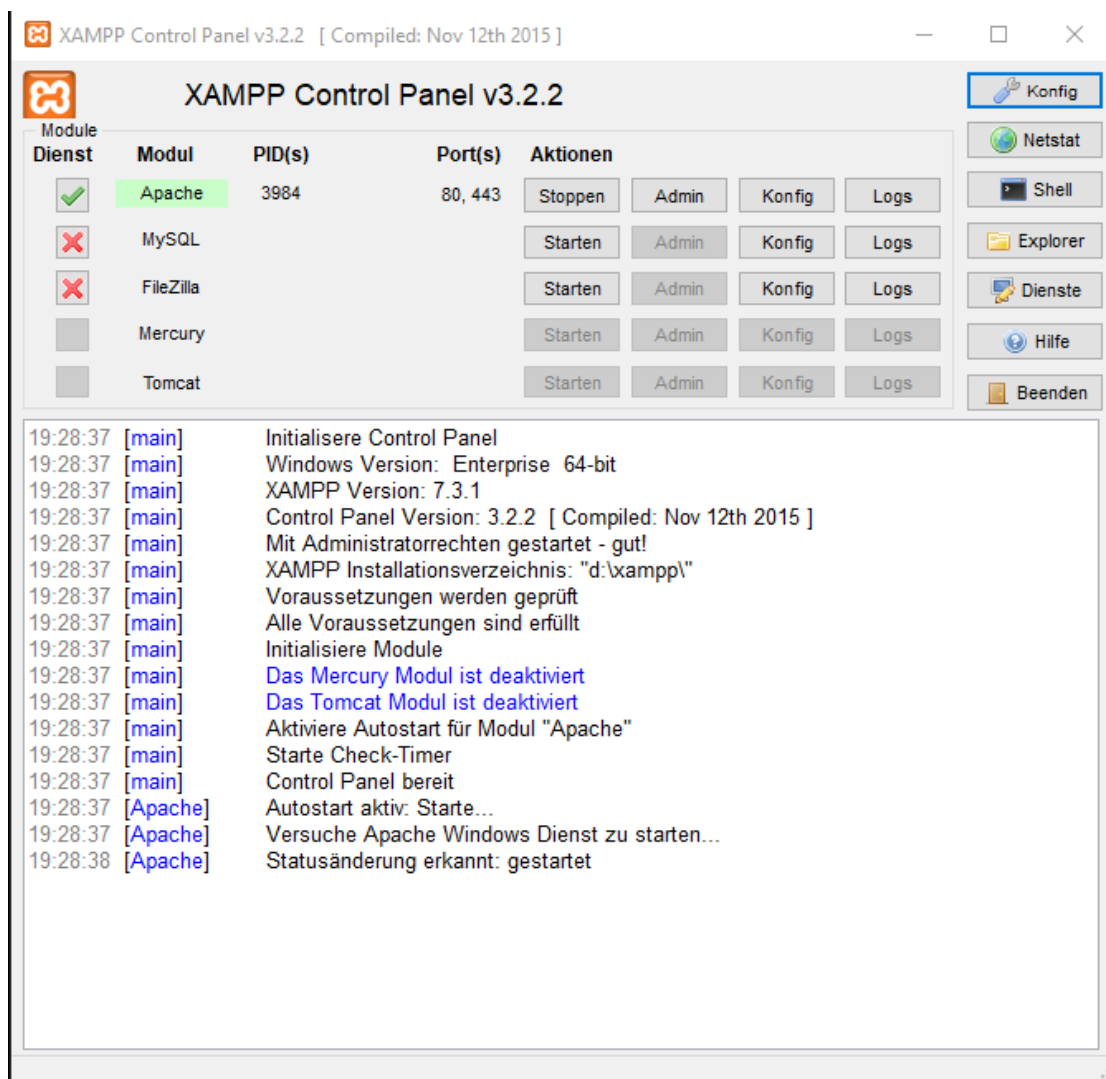 XAMPP Control Panel v3.2.2 [ Compiled: Nov 12th 2015 ]
XAMPP Control Panel v3.2.2
Konfig
Module
Dienst Modul PID(s) Port(s) Aktionen
Netstat
Apache 3984 80, 443 Stoppen Admin Konfig Logs
Shell
MySQL Starten Admin Konfig Logs
Explorer
FileZilla Starten Admin Konfig Logs
Dienste
Mercury Starten Admin Konfig Logs
Hilfe
Tomcat Starten Admin Konfig Logs
Beenden
19:28:37 [main] Initialisere Control Panel
19:28:37 [main] Windows Version: Enterprise 64-bit
19:28:37 [main] XAMPP Version: 7.3.1
19:28:37 [main] Control Panel Version: 3.2.2 [ Compiled: Nov 12th 2015 ]
19:28:37 [main] Mit Administratorrechten gestartet - gut!
19:28:37 [main] XAMPP Installationsverzeichnis: "d:\xampp\"
19:28:37 [main] Voraussetzungen werden geprüft
19:28:37 [main] Alle Voraussetzungen sind erfüllt
19:28:37 [main] Initialisiere Module
19:28:37 [main] Das Mercury Modul ist deaktiviert
19:28:37 [main] Das Tomcat Modul ist deaktiviert
19:28:37 [main] Aktiviere Autostart für Modul "Apache"
19:28:37 [main] Starte Check-Timer
19:28:37 [main] Control Panel bereit
19:28:37 [Apache] Autostart aktiv: Starte...
19:28:37 [Apache] Versuche Apache Windows Dienst zu starten...
19:28:38 [Apache] Statusänderung erkannt: gestartet